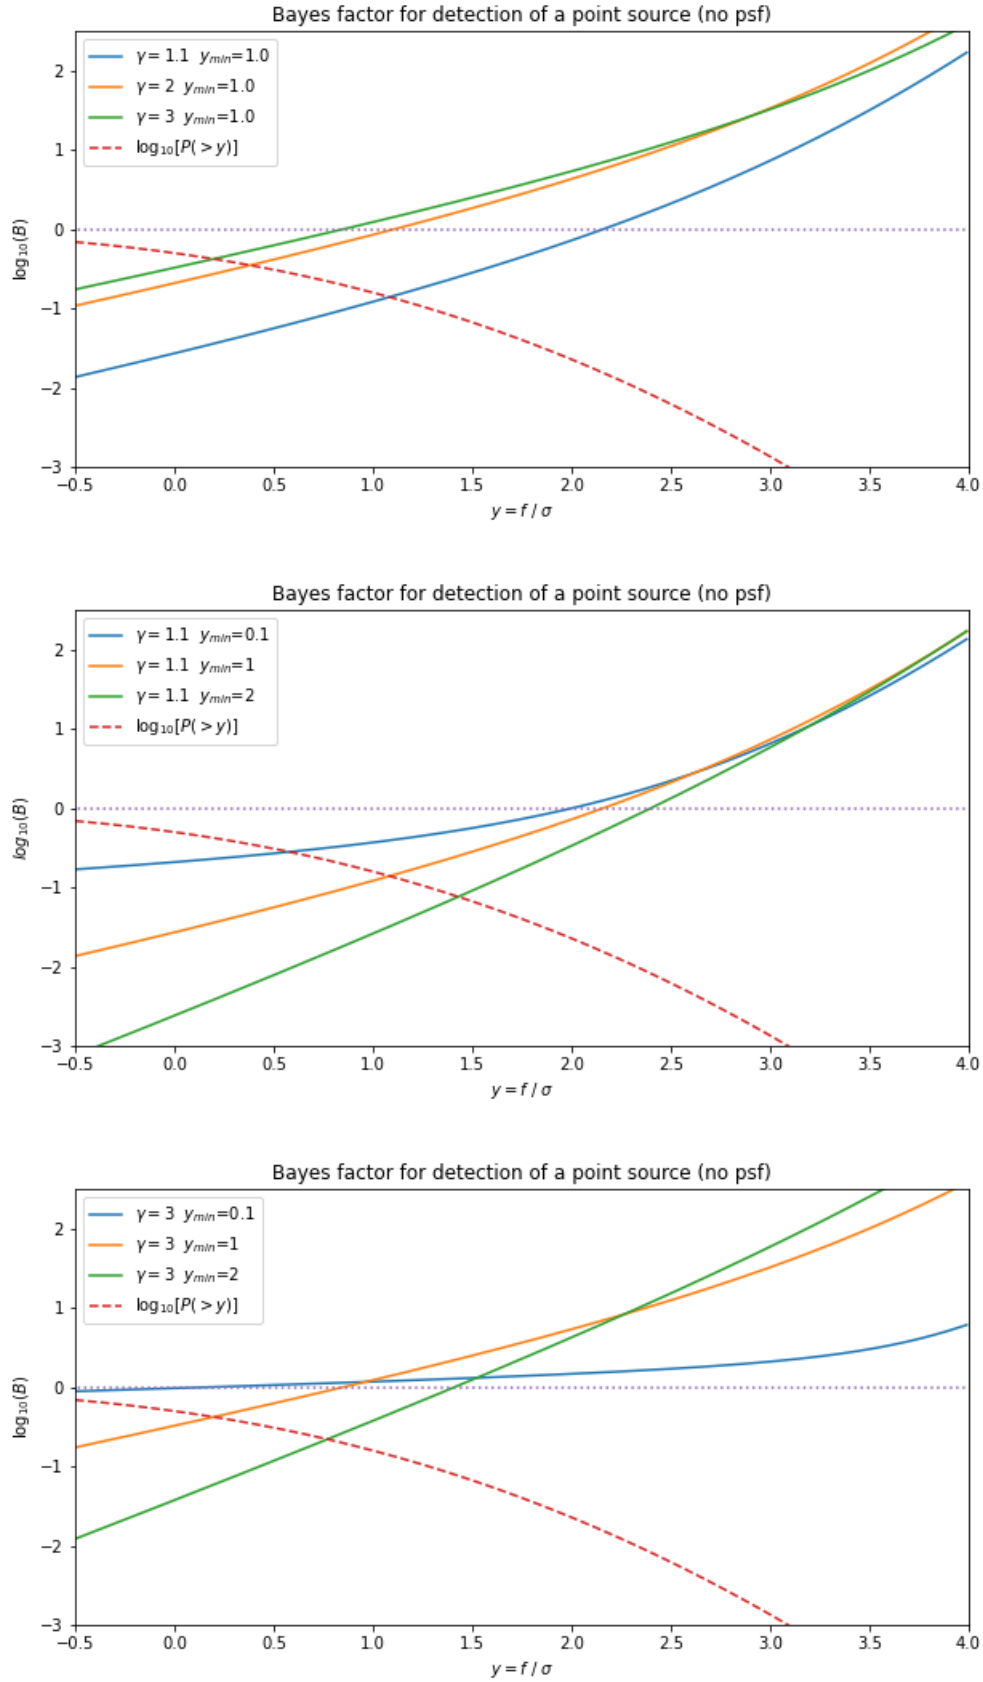 Bayes factor for detection of a point source (no psf)
γ = 1.1 y_min=1.0
γ = 2 y_min=1.0
γ = 3 y_min=1.0
log₁₀[P(>y)]
log₁₀(B)
2
1
0
−1
−2
−3
−0.5 0.0 0.5 1.0 1.5 2.0 2.5 3.0 3.5 4.0
y = f / σ
Bayes factor for detection of a point source (no psf)
γ = 1.1 y_min=0.1
γ = 1.1 y_min=1
γ = 1.1 y_min=2
log₁₀[P(>y)]
log₁₀(B)
2
1
0
−1
−2
−3
−0.5 0.0 0.5 1.0 1.5 2.0 2.5 3.0 3.5 4.0
y = f / σ
Bayes factor for detection of a point source (no psf)
γ = 3 y_min=0.1
γ = 3 y_min=1
γ = 3 y_min=2
log₁₀[P(>y)]
log₁₀(B)
2
1
0
−1
−2
−3
−0.5 0.0 0.5 1.0 1.5 2.0 2.5 3.0 3.5 4.0
y = f / σ